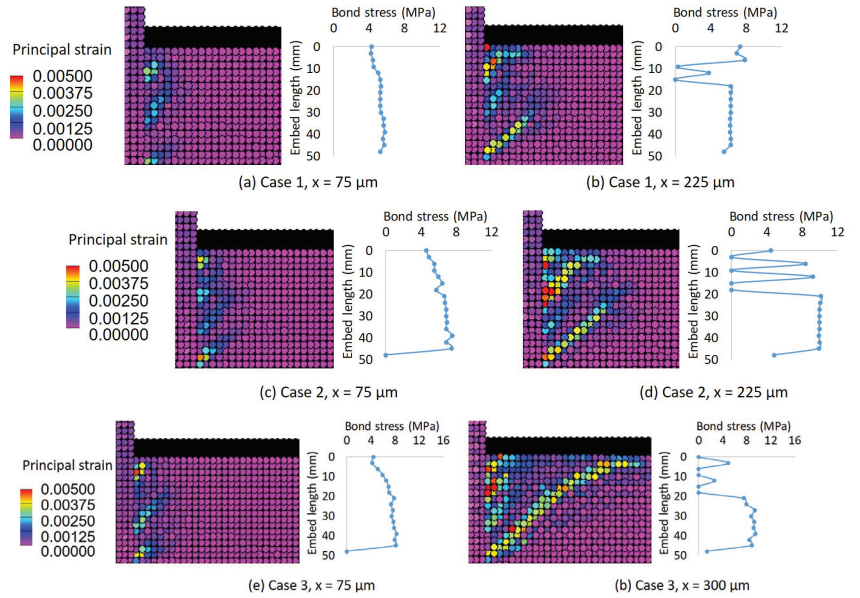 Bond stress (MPa)
0 4 8 12
Principal strain
0.00500
0.00375
0.00250
0.00125
0.00000
Embed length (mm)
0
10
20
30
40
50
(a) Case 1, x = 75 μm
Bond stress (MPa)
0 3 6 9 12
Embed length (mm)
0
10
20
30
40
50
(b) Case 1, x = 225 μm
Principal strain
0.00500
0.00375
0.00250
0.00125
0.00000
Bond stress (MPa)
0 4 8 12
Embed length (mm)
0
10
20
30
40
50
(c) Case 2, x = 75 μm
Bond stress (MPa)
0 3 6 9 12
Embed length (mm)
0
10
20
30
40
50
(d) Case 2, x = 225 μm
Principal strain
0.00500
0.00375
0.00250
0.00125
0.00000
Bond stress (MPa)
0 4 8 12 16
Embed length (mm)
0
10
20
30
40
50
(e) Case 3, x = 75 μm
Bond stress (MPa)
0 4 8 12 16
Embed length (mm)
0
10
20
30
40
50
(b) Case 3, x = 300 μm